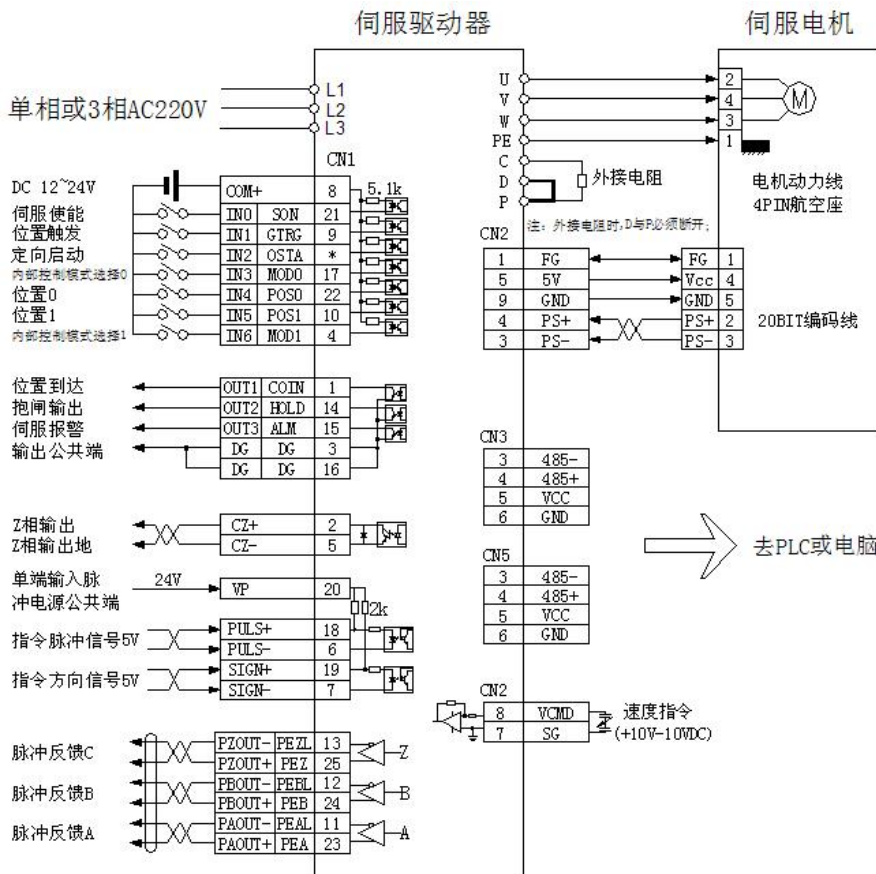 伺服驱动器
伺服电机
单相或3相AC220V
L1
L2
L3
U
V
W
PE
C
D
P
2
4
3
1
M
外接电阻
注：外接电阻时,D与P必须断开;
电机动力线
4PIN航空座
CN1
DC 12~24V
COM+ 8
5.1k
伺服使能 IN0 SON 21
位置触发 IN1 GTRG 9
定向启动 IN2 OSTA *
内部控制模式选择0 IN3 MOD0 17
位置0 IN4 POS0 22
位置1 IN5 POS1 10
内部控制模式选择1 IN6 MOD1 4
CN2
1 FG FG 1
5 5V Vcc 4
9 GND GND 5
4 PS+ PS+ 2
3 PS- PS- 3
20BIT编码线
位置到达 OUT1 COIN 1
抱闸输出 OUT2 HOLD 14
伺服报警 OUT3 ALM 15
输出公共端 DG DG 3
DG DG 16
CN3
3 485-
4 485+
5 VCC
6 GND
Z相输出 CZ+ 2
Z相输出地 CZ- 5
去PLC或电脑
CN5
3 485-
4 485+
5 VCC
6 GND
单端输入脉
冲电源公共端
24V
VP 20
2k
指令脉冲信号5V
PULS+ 18
PULS- 6
指令方向信号5V
SIGN+ 19
SIGN- 7
CN2
8 VCMD
7 SG
速度指令
(+10V-10VDC)
脉冲反馈C
PZOUT- PEZL 13
PZOUT+ PEZ 25
Z
脉冲反馈B
PBOUT- PEBL 12
PBOUT+ PEB 24
B
脉冲反馈A
PAOUT- PEAL 11
PAOUT+ PEA 23
A